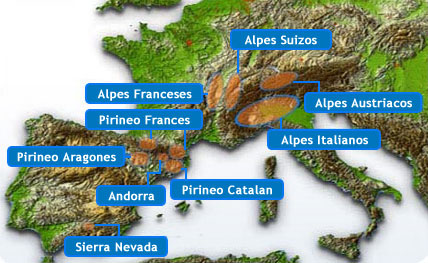 Alpes Suizos
Alpes Franceses
Alpes Austriacos
Pirineo Frances
Alpes Italianos
Pirineo Aragones
Andorra
Pirineo Catalan
Sierra Nevada